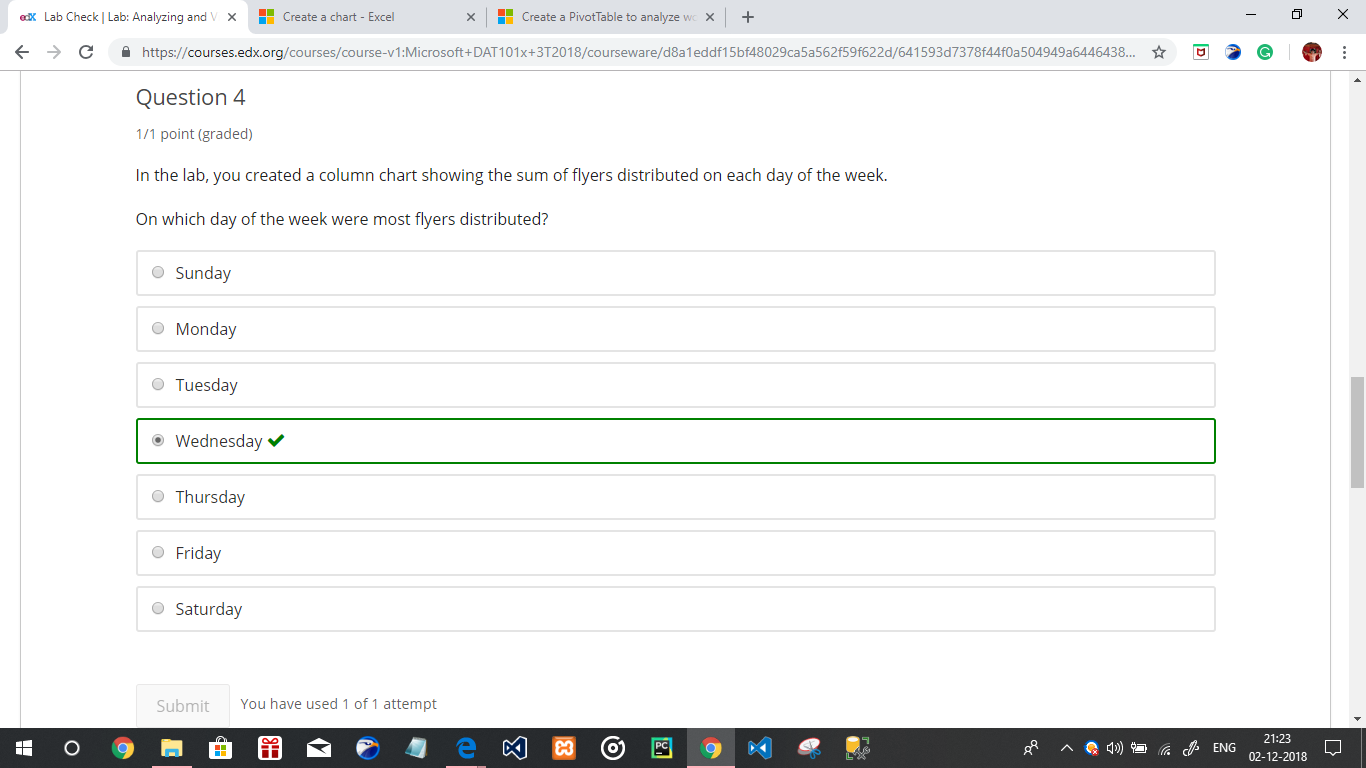 edX Lab Check | Lab: Analyzing and V
Create a chart - Excel
Create a PivotTable to analyze wo
https://courses.edx.org/courses/course-v1:Microsoft+DAT101x+3T2018/courseware/d8a1eddf15bf48029ca5a562f59f622d/641593d7378f44f0a504949a6446438...
Question 4
1/1 point (graded)
In the lab, you created a column chart showing the sum of flyers distributed on each day of the week.
On which day of the week were most flyers distributed?
Sunday
Monday
Tuesday
Wednesday
Thursday
Friday
Saturday
Submit You have used 1 of 1 attempt
PC
ENG
21:23
02-12-2018